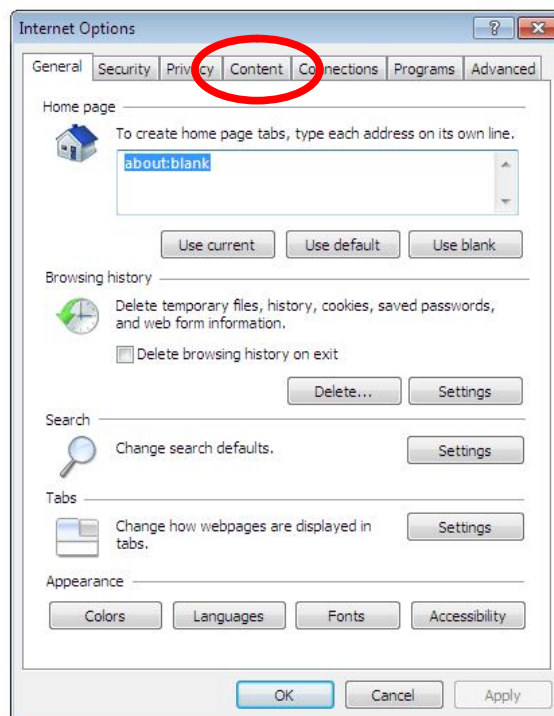 Internet Options
General Security Privacy Content Connections Programs Advanced
Home page
To create home page tabs, type each address on its own line.
about:blank
Use current Use default Use blank
Browsing history
Delete temporary files, history, cookies, saved passwords,
and web form information.
Delete browsing history on exit
Delete... Settings
Search
Change search defaults. Settings
Tabs
Change how webpages are displayed in Settings
tabs.
Appearance
Colors Languages Fonts Accessibility
OK Cancel Apply